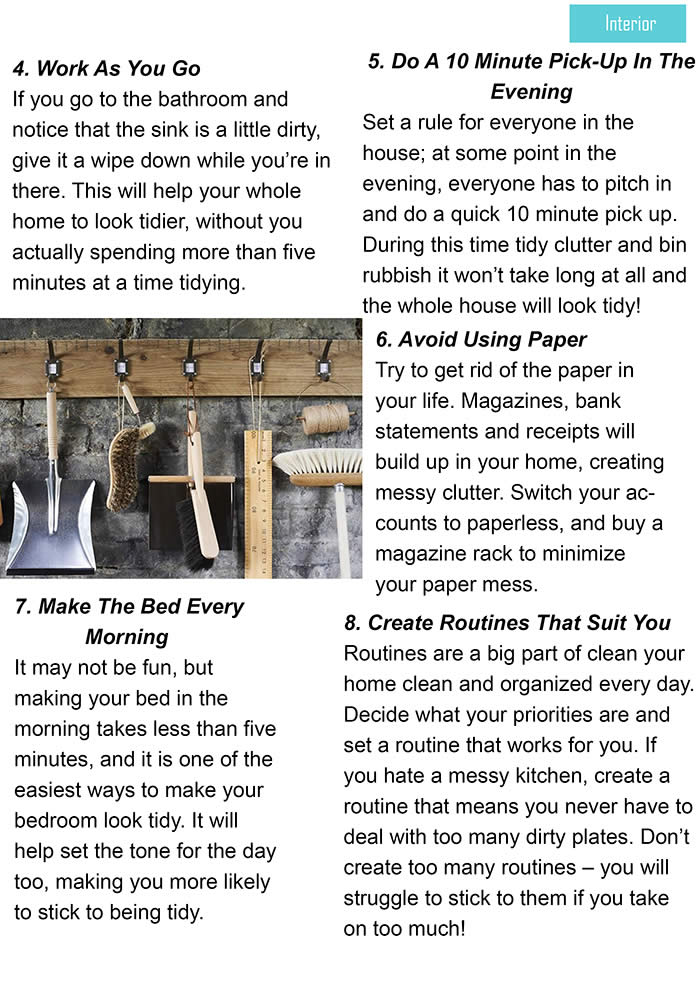 Interior
4. Work As You Go
If you go to the bathroom and
notice that the sink is a little dirty,
give it a wipe down while you’re in
there. This will help your whole
home to look tidier, without you
actually spending more than five
minutes at a time tidying.
5. Do A 10 Minute Pick-Up In The
Evening
Set a rule for everyone in the
house; at some point in the
evening, everyone has to pitch in
and do a quick 10 minute pick up.
During this time tidy clutter and bin
rubbish it won’t take long at all and
the whole house will look tidy!
6. Avoid Using Paper
Try to get rid of the paper in
your life. Magazines, bank
statements and receipts will
build up in your home, creating
messy clutter. Switch your ac-
counts to paperless, and buy a
magazine rack to minimize
your paper mess.
7. Make The Bed Every
Morning
It may not be fun, but
making your bed in the
morning takes less than five
minutes, and it is one of the
easiest ways to make your
bedroom look tidy. It will
help set the tone for the day
too, making you more likely
to stick to being tidy.
8. Create Routines That Suit You
Routines are a big part of clean your
home clean and organized every day.
Decide what your priorities are and
set a routine that works for you. If
you hate a messy kitchen, create a
routine that means you never have to
deal with too many dirty plates. Don’t
create too many routines – you will
struggle to stick to them if you take
on too much!